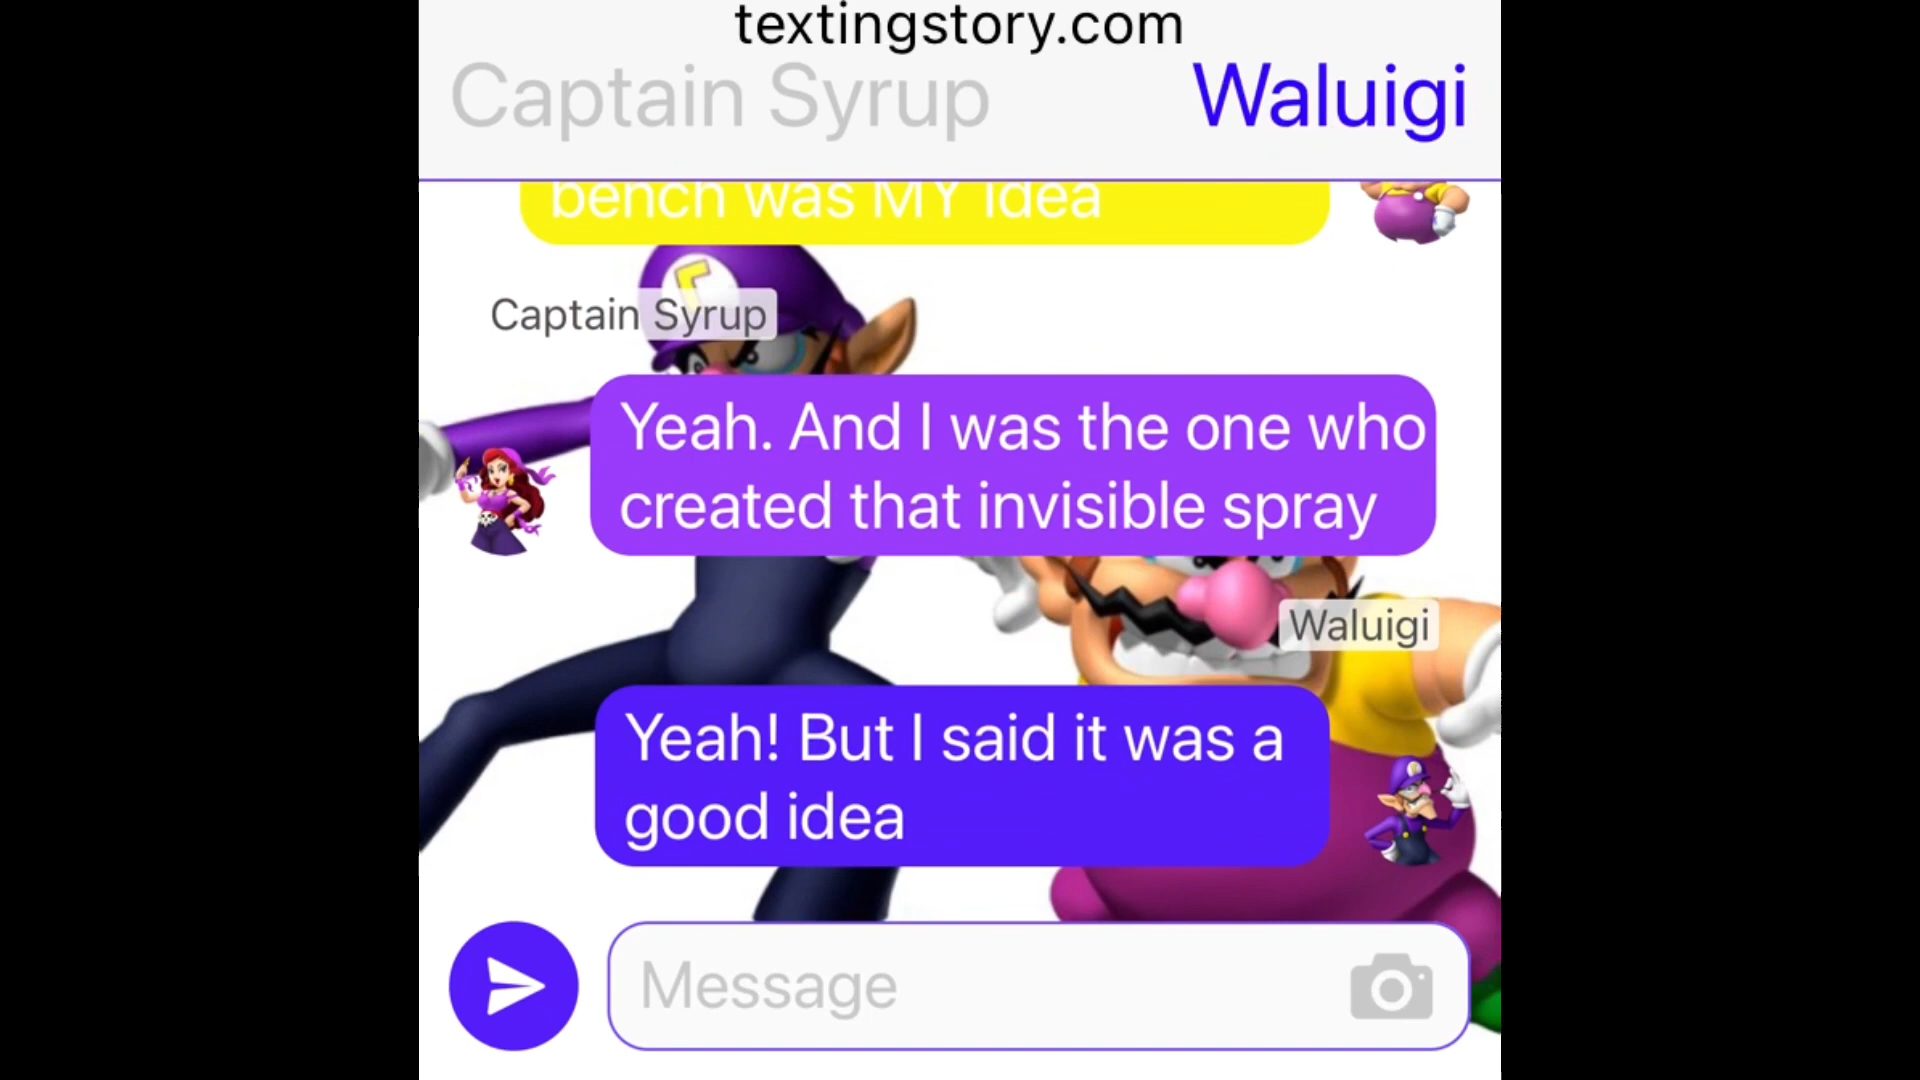 textingstory.com
Captain Syrup Waluigi
bench was MY idea
Captain Syrup
Yeah. And I was the one who
created that invisible spray
Waluigi
Yeah! But I said it was a
good idea
Message